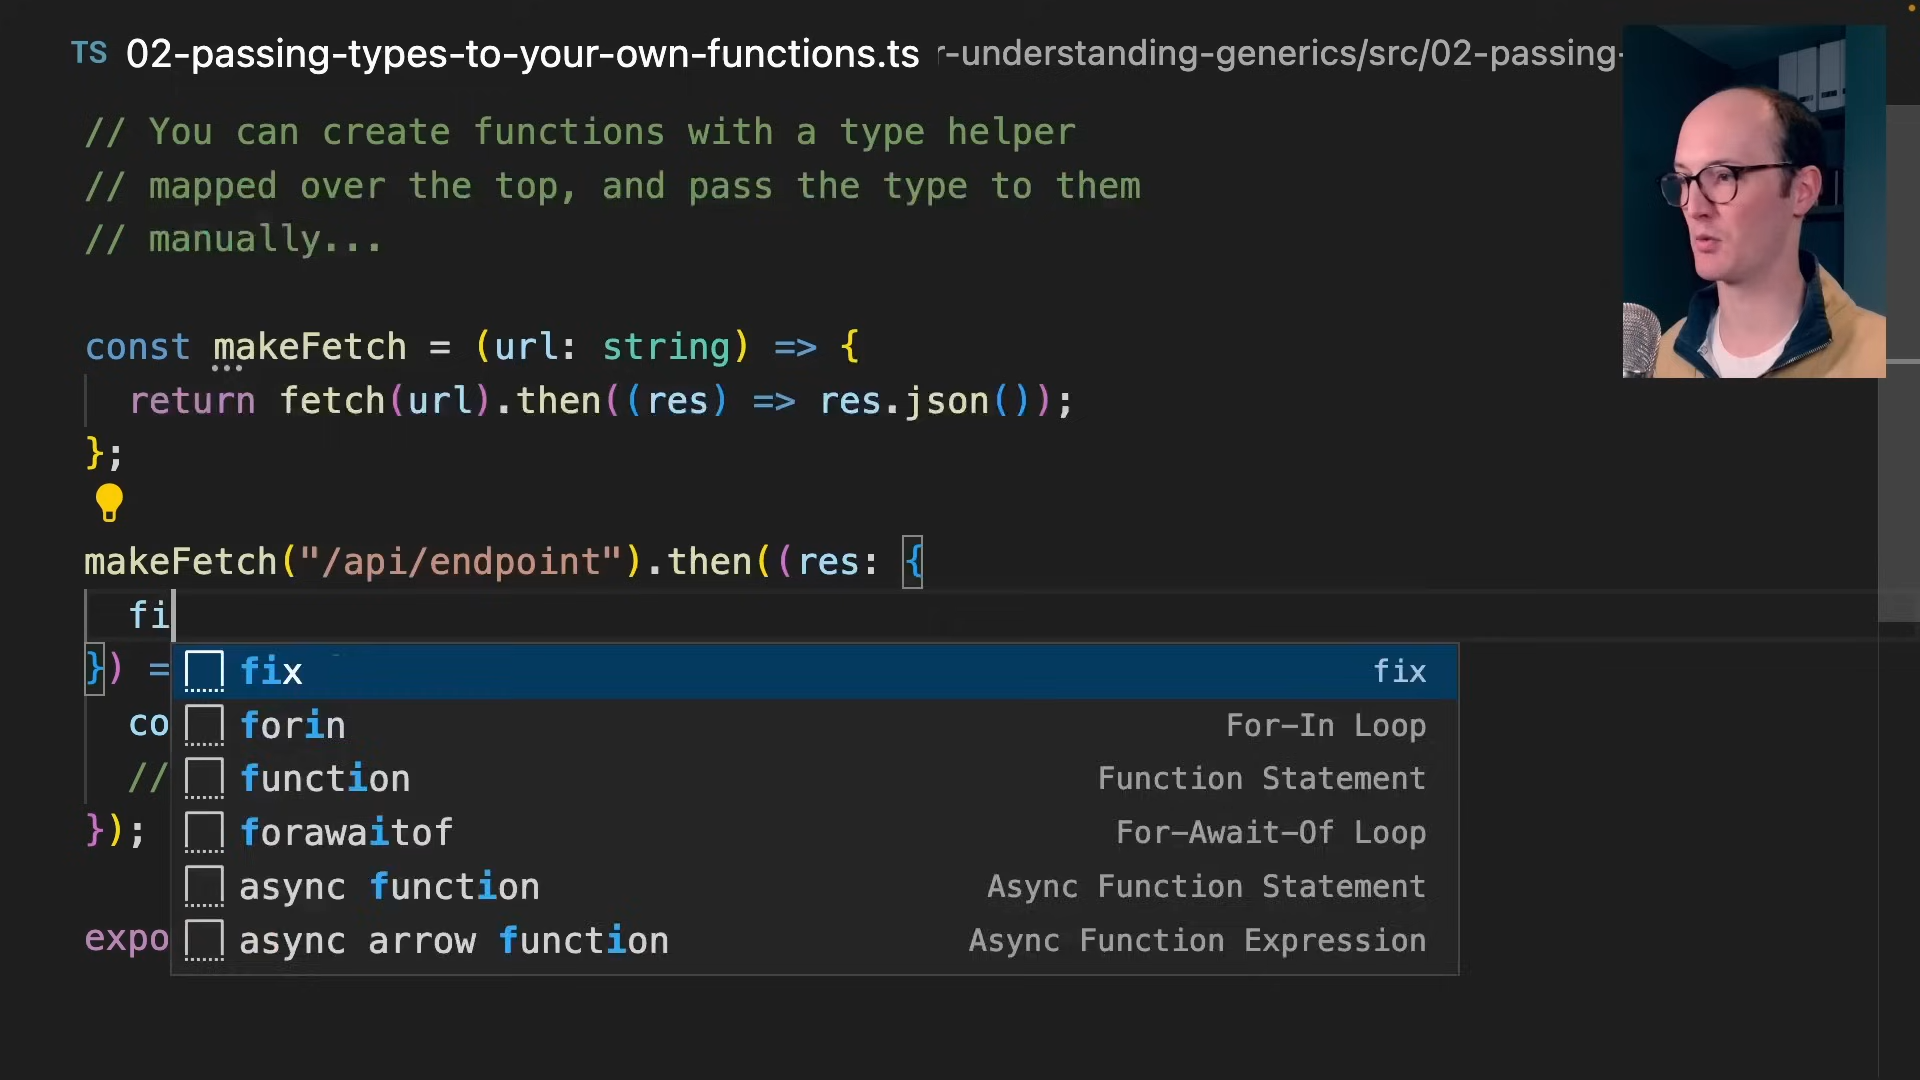 TS 02-passing-types-to-your-own-functions.ts r-understanding-generics/src/02-passing-
// You can create functions with a type helper
// mapped over the top, and pass the type to them
// manually...
const makeFetch = (url: string) => {
return fetch(url).then((res) => res.json());
};
makeFetch("/api/endpoint").then((res: {
fi
}) =
fix fix
co forin For-In Loop
// function Function Statement
}); forawaitof For-Await-Of Loop
async function Async Function Statement
expo async arrow function Async Function Expression